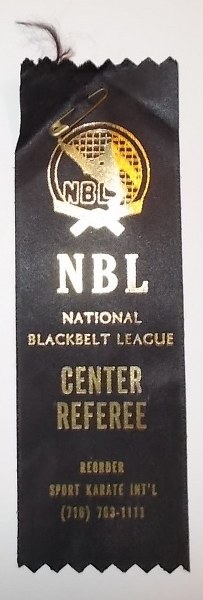 NBL
NBL
NATIONAL
BLACKBELT LEAGUE
CENTER
REFEREE
REORDER
SPORT KARATE INT'L
(716) 763-1111